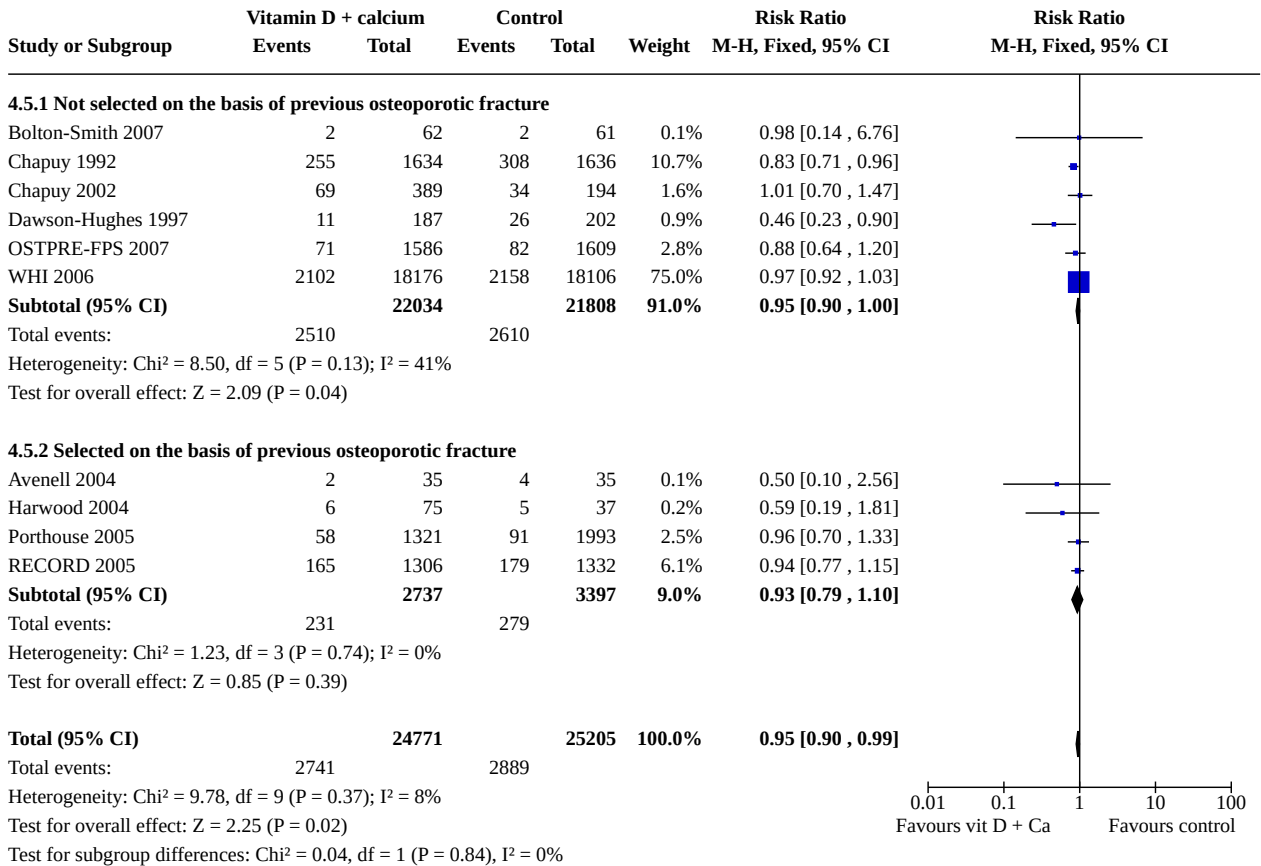 Vitamin D + calcium Control Risk Ratio Risk Ratio
Study or Subgroup Events Total Events Total Weight M-H, Fixed, 95% CI M-H, Fixed, 95% CI
4.5.1 Not selected on the basis of previous osteoporotic fracture
Bolton-Smith 2007 2 62 2 61 0.1% 0.98 [0.14 , 6.76]
Chapuy 1992 255 1634 308 1636 10.7% 0.83 [0.71 , 0.96]
Chapuy 2002 69 389 34 194 1.6% 1.01 [0.70 , 1.47]
Dawson-Hughes 1997 11 187 26 202 0.9% 0.46 [0.23 , 0.90]
OSTPRE-FPS 2007 71 1586 82 1609 2.8% 0.88 [0.64 , 1.20]
WHI 2006 2102 18176 2158 18106 75.0% 0.97 [0.92 , 1.03]
Subtotal (95% CI) 22034 21808 91.0% 0.95 [0.90 , 1.00]
Total events: 2510 2610
Heterogeneity: Chi² = 8.50, df = 5 (P = 0.13); I² = 41%
Test for overall effect: Z = 2.09 (P = 0.04)
4.5.2 Selected on the basis of previous osteoporotic fracture
Avenell 2004 2 35 4 35 0.1% 0.50 [0.10 , 2.56]
Harwood 2004 6 75 5 37 0.2% 0.59 [0.19 , 1.81]
Porthouse 2005 58 1321 91 1993 2.5% 0.96 [0.70 , 1.33]
RECORD 2005 165 1306 179 1332 6.1% 0.94 [0.77 , 1.15]
Subtotal (95% CI) 2737 3397 9.0% 0.93 [0.79 , 1.10]
Total events: 231 279
Heterogeneity: Chi² = 1.23, df = 3 (P = 0.74); I² = 0%
Test for overall effect: Z = 0.85 (P = 0.39)
Total (95% CI) 24771 25205 100.0% 0.95 [0.90 , 0.99]
Total events: 2741 2889
Heterogeneity: Chi² = 9.78, df = 9 (P = 0.37); I² = 8%
Test for overall effect: Z = 2.25 (P = 0.02)
Test for subgroup differences: Chi² = 0.04, df = 1 (P = 0.84), I² = 0%
0.01 0.1 1 10 100
Favours vit D + Ca Favours control